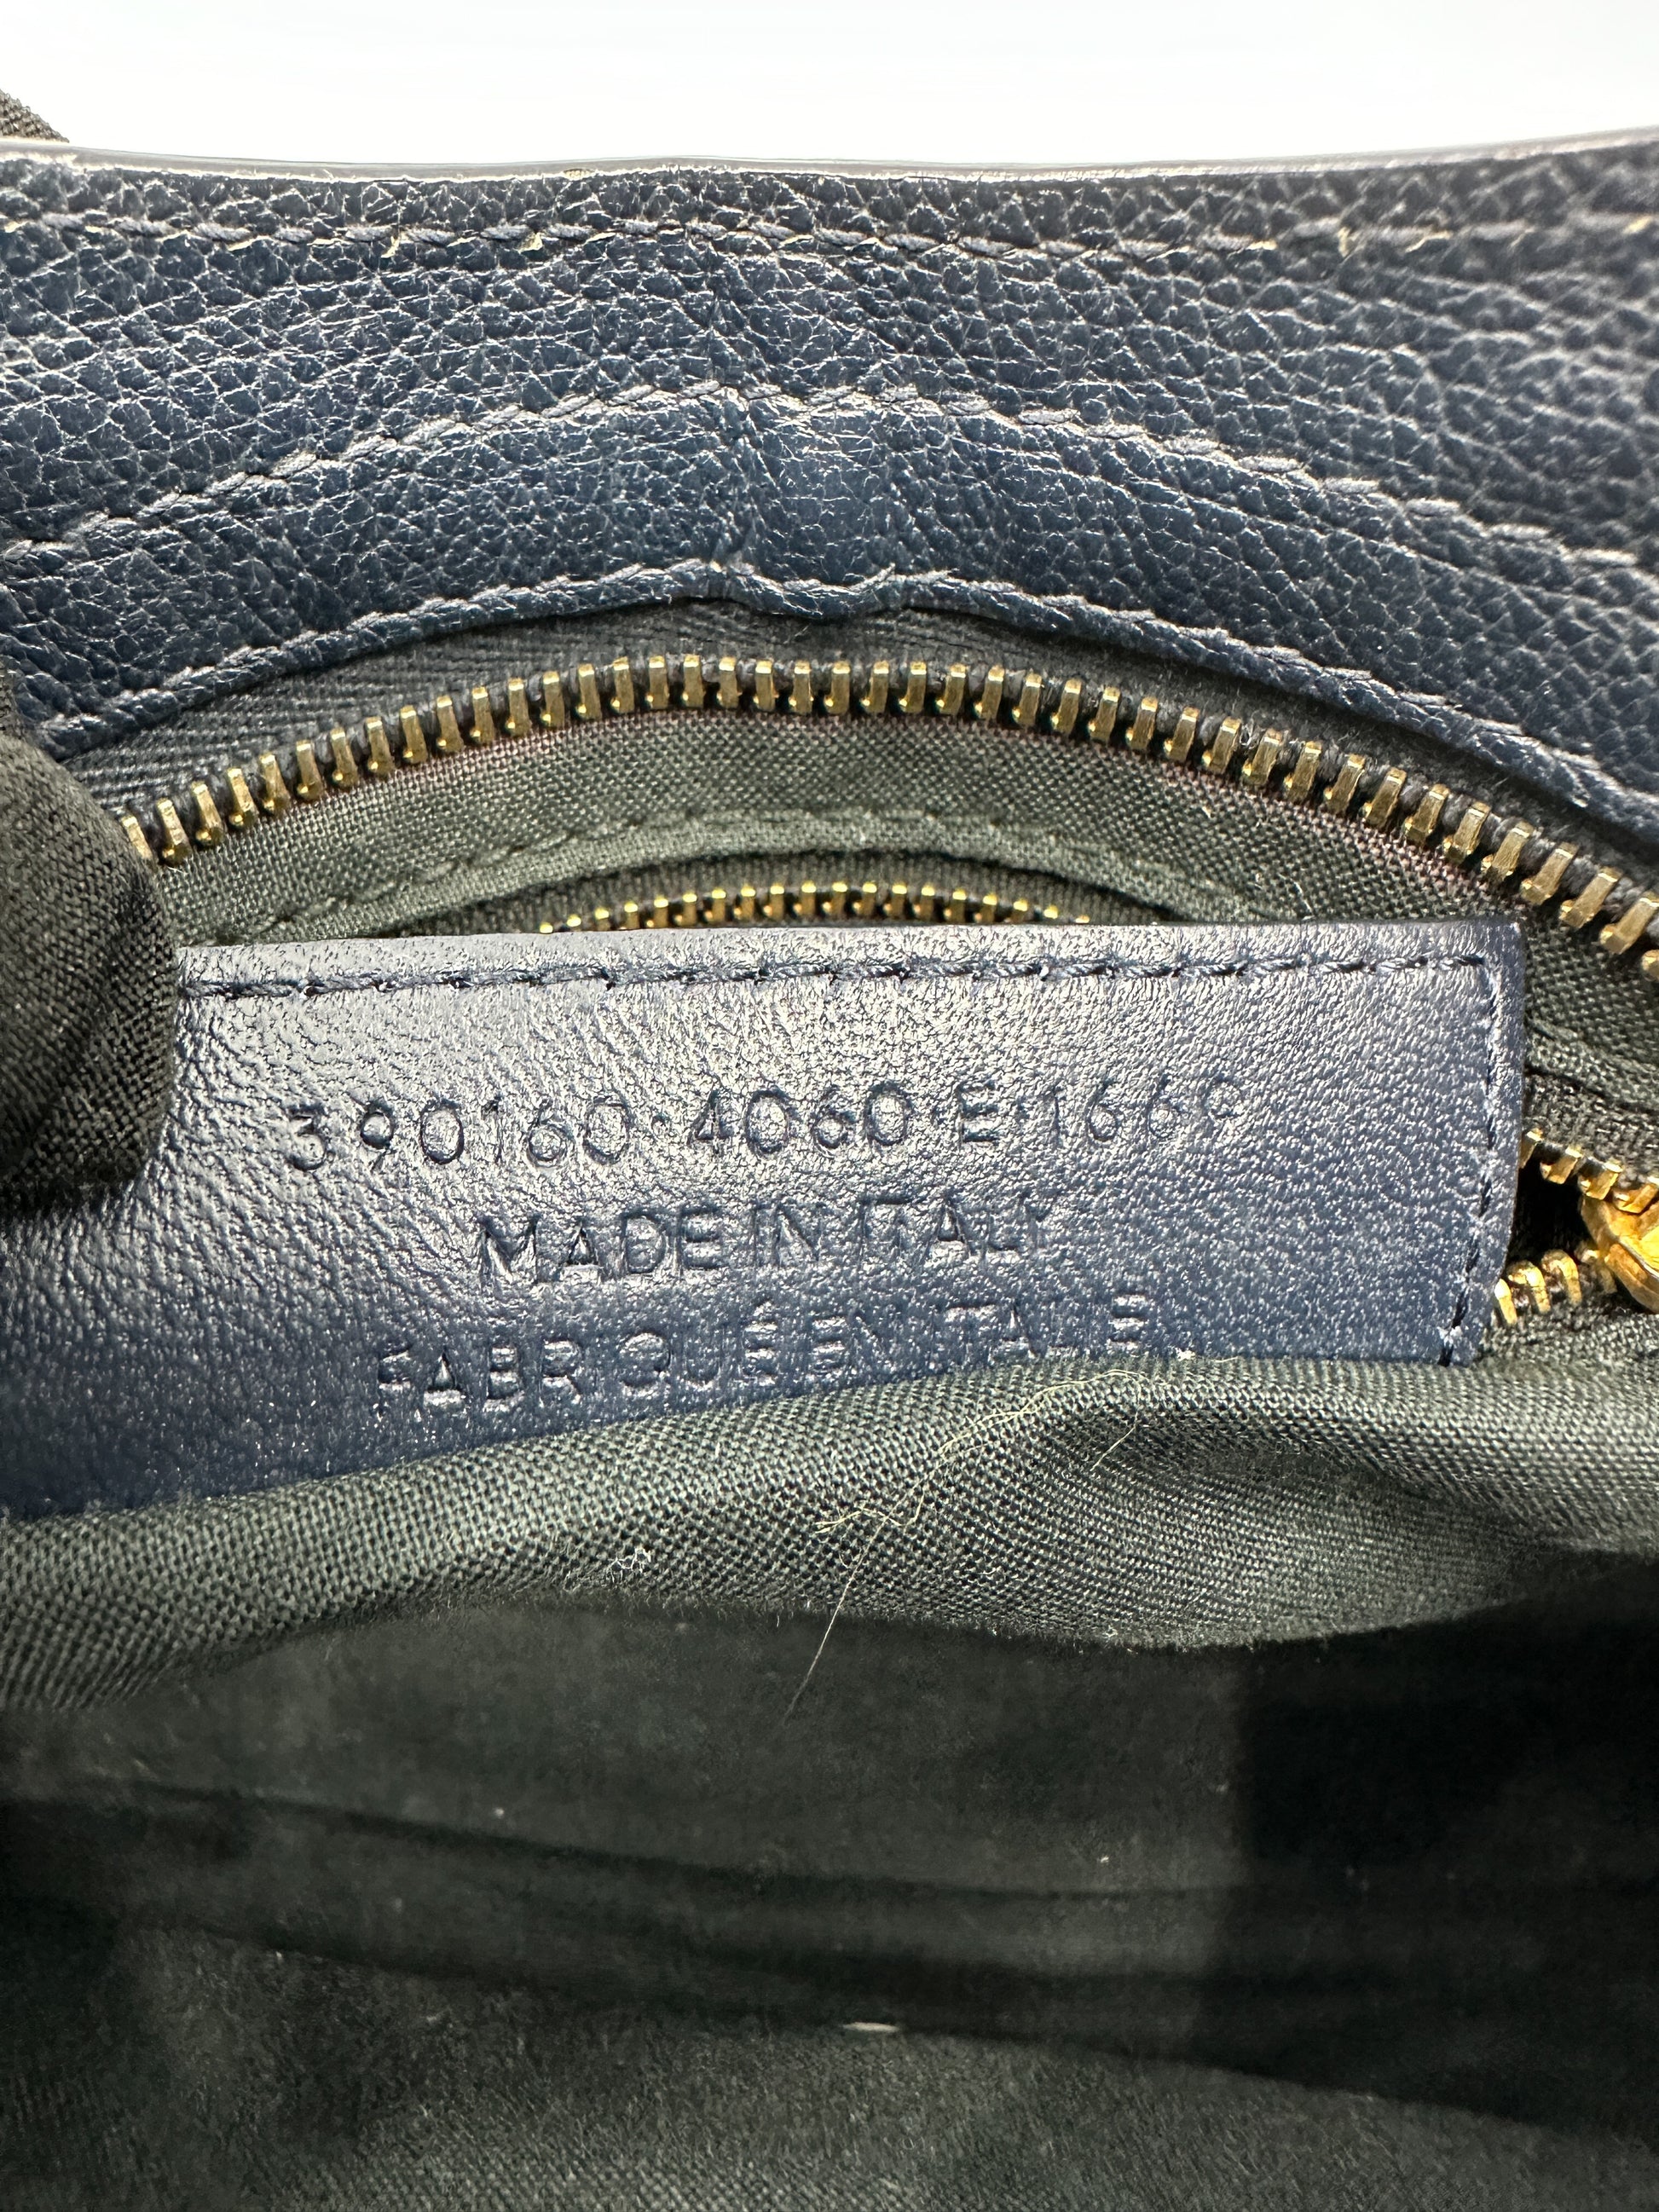 390160·4060·E·1669
MADE IN ITALY
FABRIQUÉ EN ITALIE